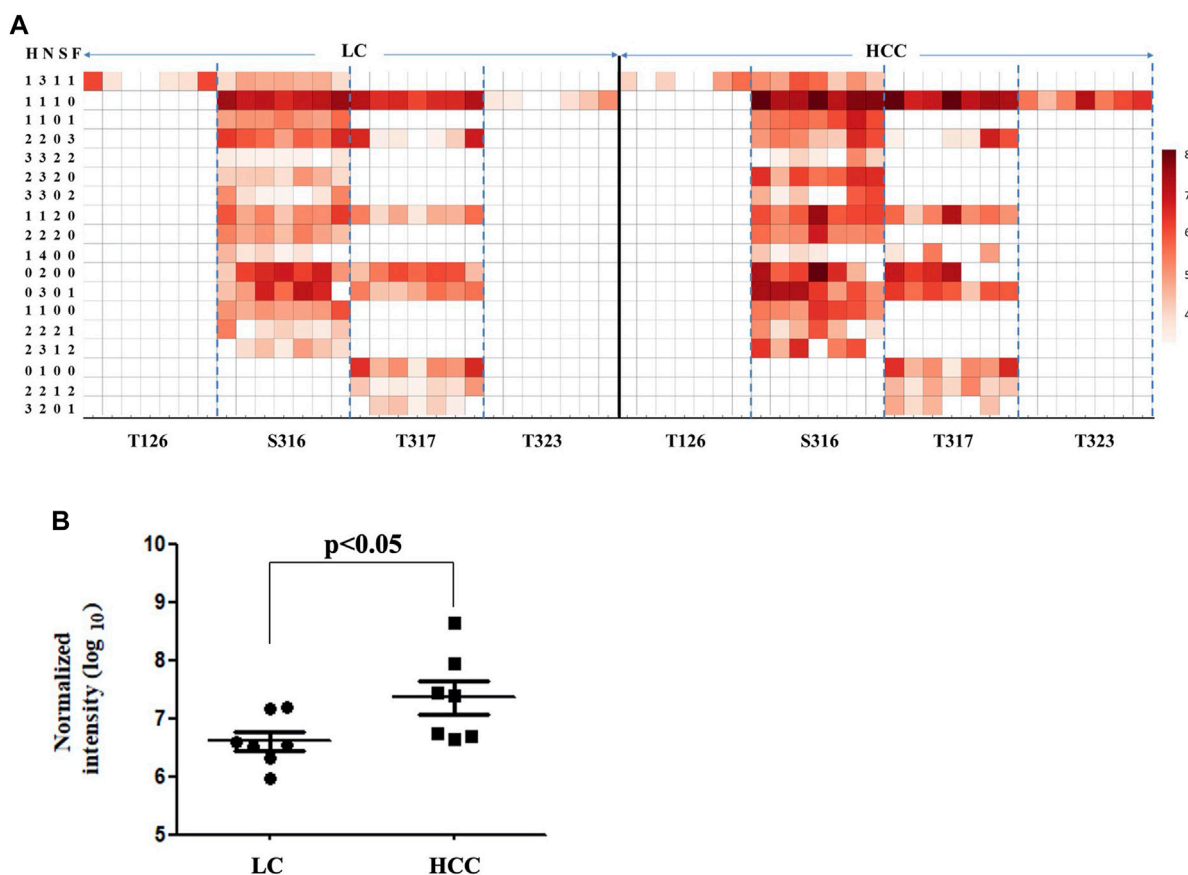 A
LC HCC
H N S F
1 3 1 1
1 1 1 0
1 1 0 1
2 2 0 3
3 3 2 2
2 3 2 0
3 3 0 2
1 1 2 0
2 2 2 0
1 4 0 0
0 2 0 0
0 3 0 1
1 1 0 0
2 2 2 1
2 3 1 2
0 1 0 0
2 2 1 2
3 2 0 1
8
7
6
5
4
T126 S316 T317 T323 T126 S316 T317 T323
B
p<0.05
Normalized
intensity (log 10)
10
9
8
7
6
5
LC HCC